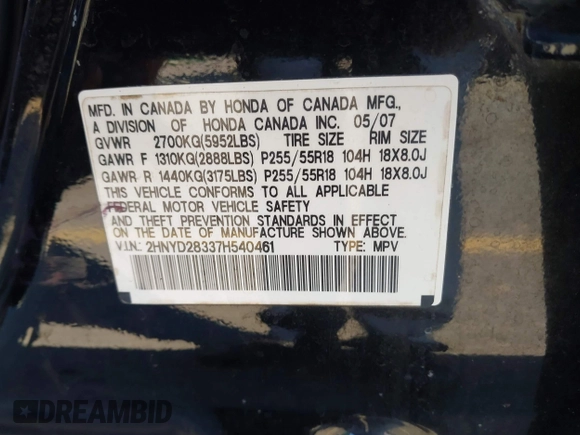 MFD. IN CANADA BY HONDA OF CANADA MFG.,
A DIVISION OF HONDA CANADA INC. 05/07
GVWR 2700KG(5952LBS) TIRE SIZE RIM SIZE
GAWR F 1310KG(2888LBS) P255/55R18 104H 18X8.0J
GAWR R 1440KG(3175LBS) P255/55R18 104H 18X8.0J
THIS VEHICLE CONFORMS TO ALL APPLICABLE
FEDERAL MOTOR VEHICLE SAFETY
AND THEFT PREVENTION STANDARDS IN EFFECT
ON THE DATE OF MANUFACTURE SHOWN ABOVE.
V.I.N.: 2HNYD28337H540461 TYPE: MPV
DREAMBID